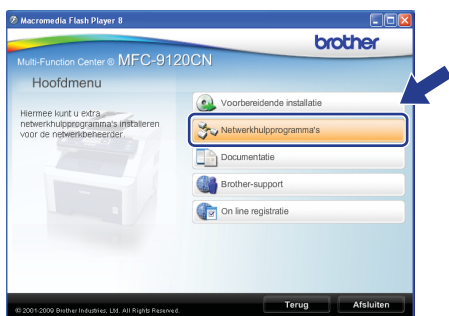 Macromedia Flash Player 8
brother
Multi-Function Center ® MFC-9120CN
Hoofdmenu
Hiermee kunt u extra
netwerkhulpprogramma's installeren
voor de netwerkbeheerder.
Voorbereidende installatie
Netwerkhulpprogramma's
Documentatie
Brother-support
On line registratie
© 2001-2009 Brother Industries, Ltd. All Rights Reserved.
Terug
Afsluiten